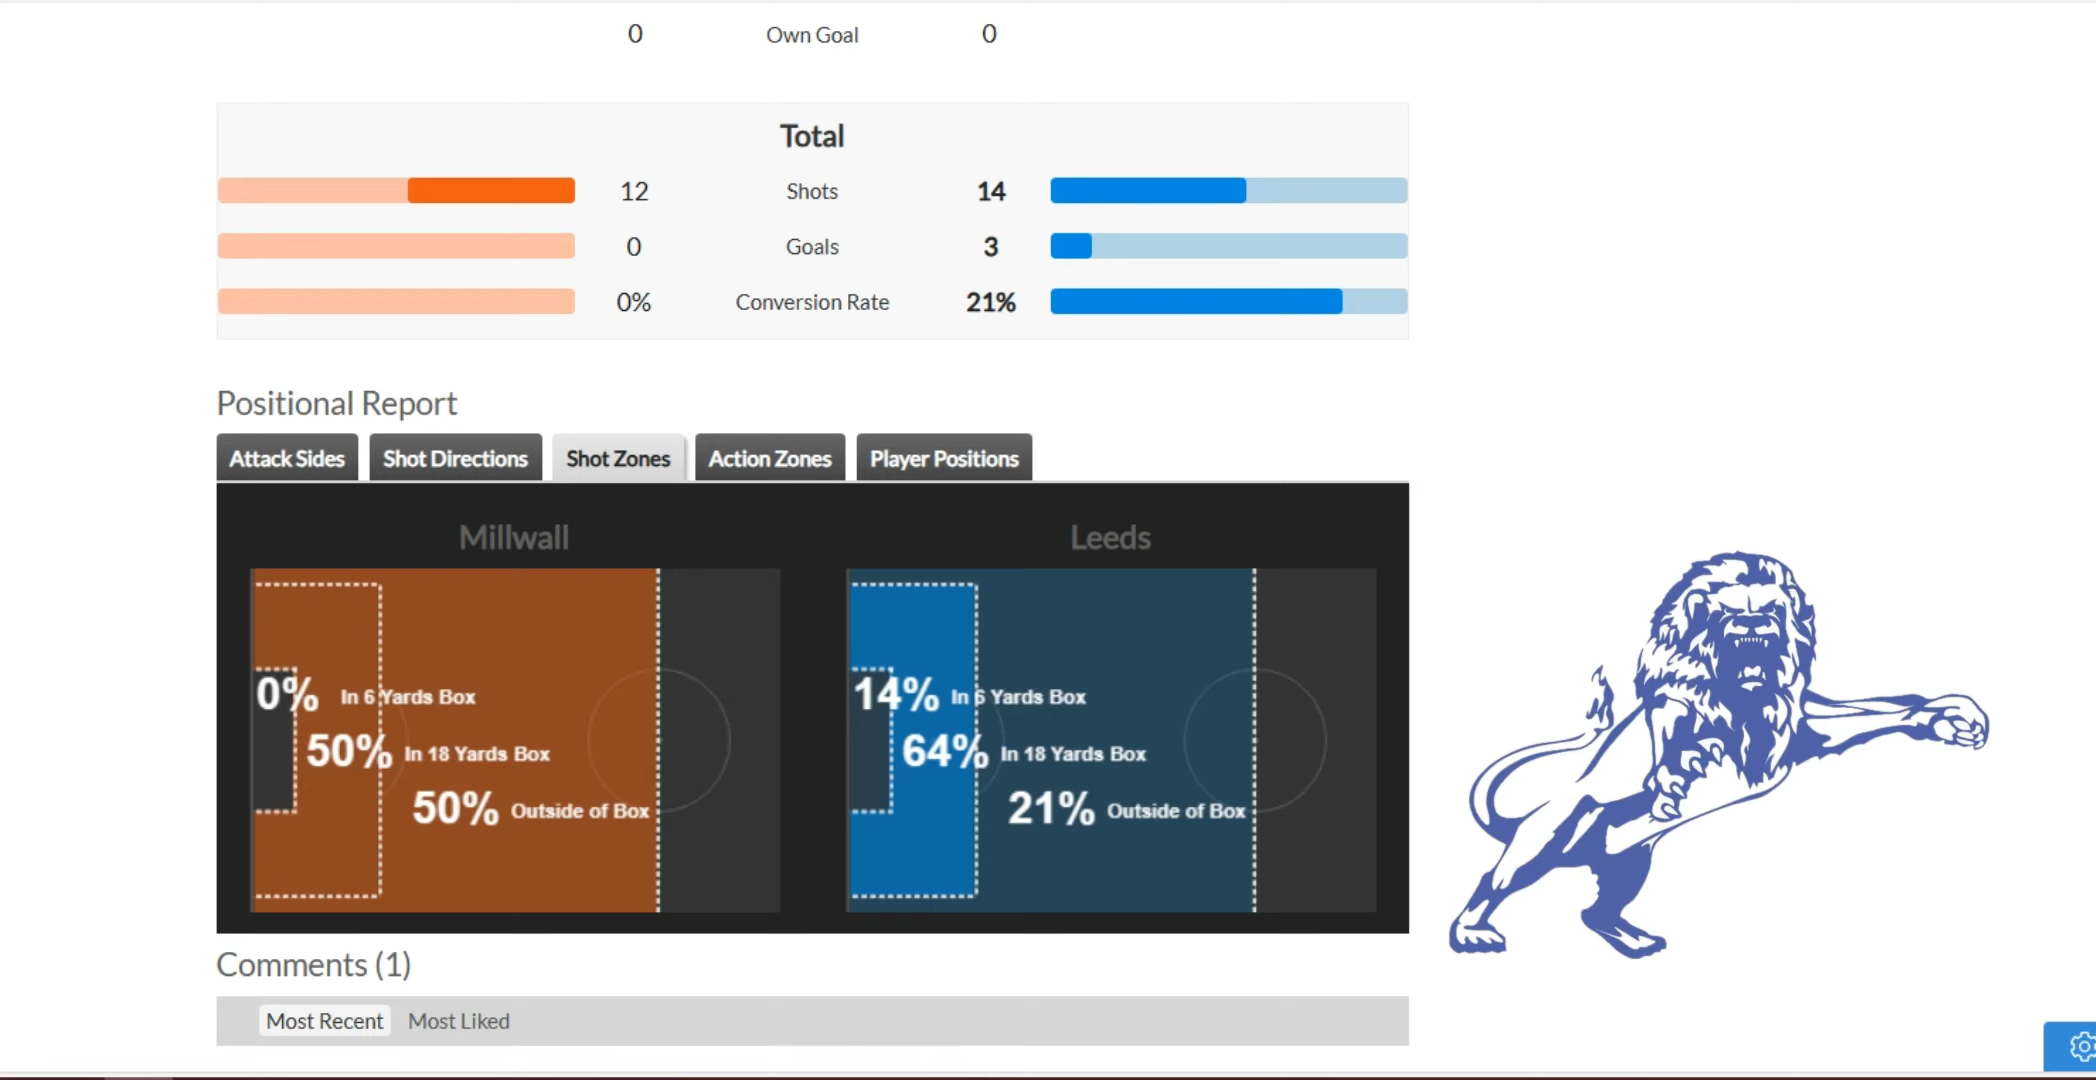 0 Own Goal 0
Total
12 Shots 14
0 Goals 3
0% Conversion Rate 21%
Positional Report
Attack Sides Shot Directions Shot Zones Action Zones Player Positions
Millwall Leeds
0% In 6 Yards Box 14% In 6 Yards Box
50% In 18 Yards Box 64% In 18 Yards Box
50% Outside of Box 21% Outside of Box
Comments (1)
Most Recent Most Liked